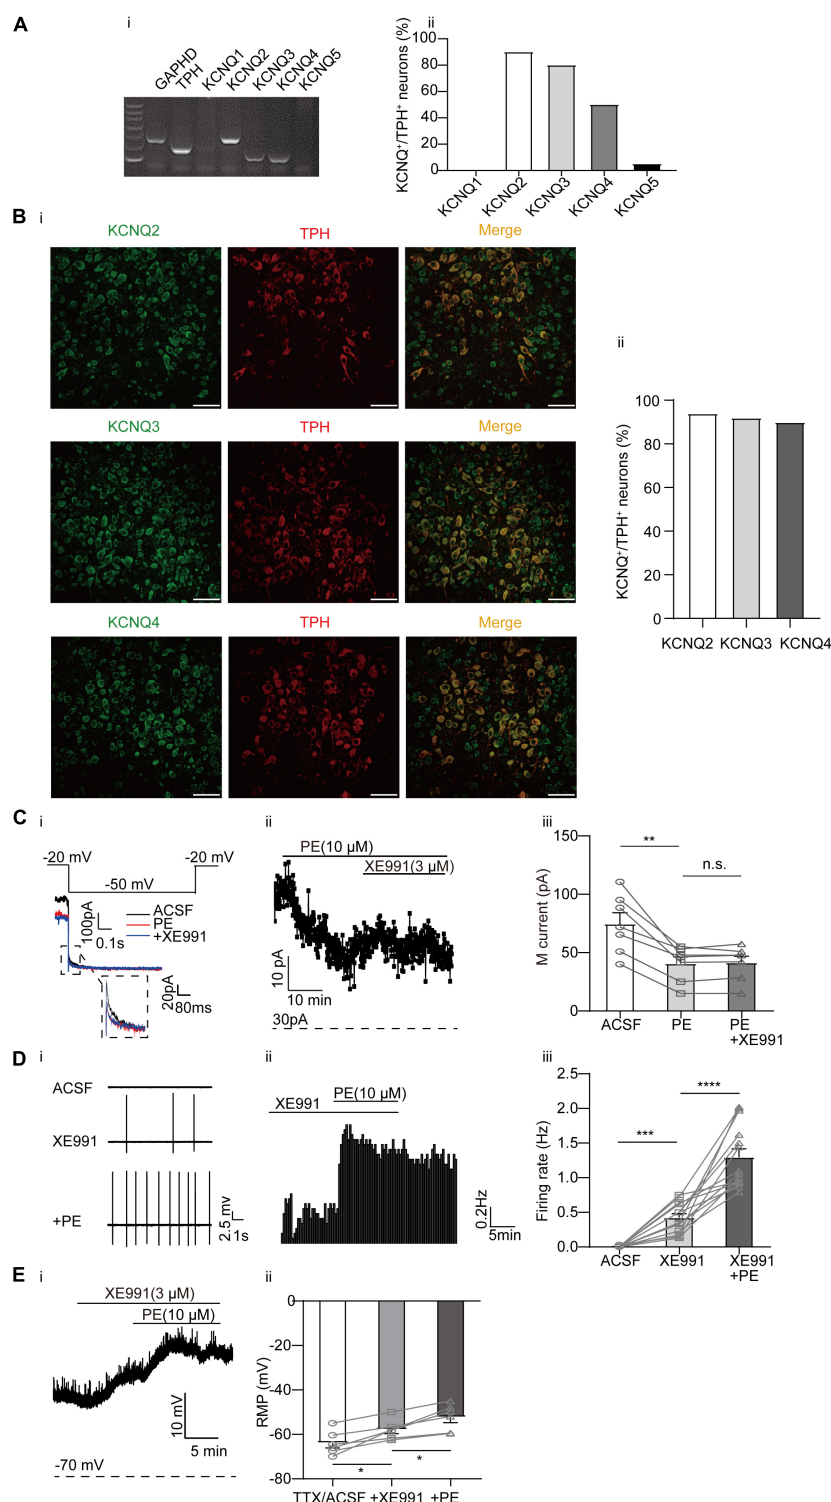 A
i
GAPHD
TPH
KCNQ1
KCNQ2
KCNQ3
KCNQ4
KCNQ5
ii
KCNQ+/TPH+ neurons (%)
100
80
60
40
20
0
KCNQ1
KCNQ2
KCNQ3
KCNQ4
KCNQ5
B
i
KCNQ2
TPH
Merge
KCNQ3
TPH
Merge
KCNQ4
TPH
Merge
ii
KCNQ+/TPH+ neurons (%)
100
80
60
40
20
0
KCNQ2 KCNQ3 KCNQ4
C
i
-20 mV
-20 mV
-50 mV
100pA
0.1s
ACSF
PE
+XE991
20pA
80ms
ii
PE(10 µM)
XE991(3 µM)
10 pA
10 min
30pA
iii
M current (pA)
150
100
50
0
**
n.s.
ACSF
PE
PE
+XE991
D
i
ACSF
XE991
+PE
2.5 mv
1s
ii
PE(10 µM)
XE991
0.2Hz
5min
iii
Firing rate (Hz)
2.5
2.0
1.5
1.0
0.5
0.0
***
****
ACSF
XE991
XE991
+PE
E
i
XE991(3 µM)
PE(10 µM)
10 mV
5 min
-70 mV
ii
RMP (mV)
0
-20
-40
-60
-80
*
*
TTX/ACSF +XE991 +PE